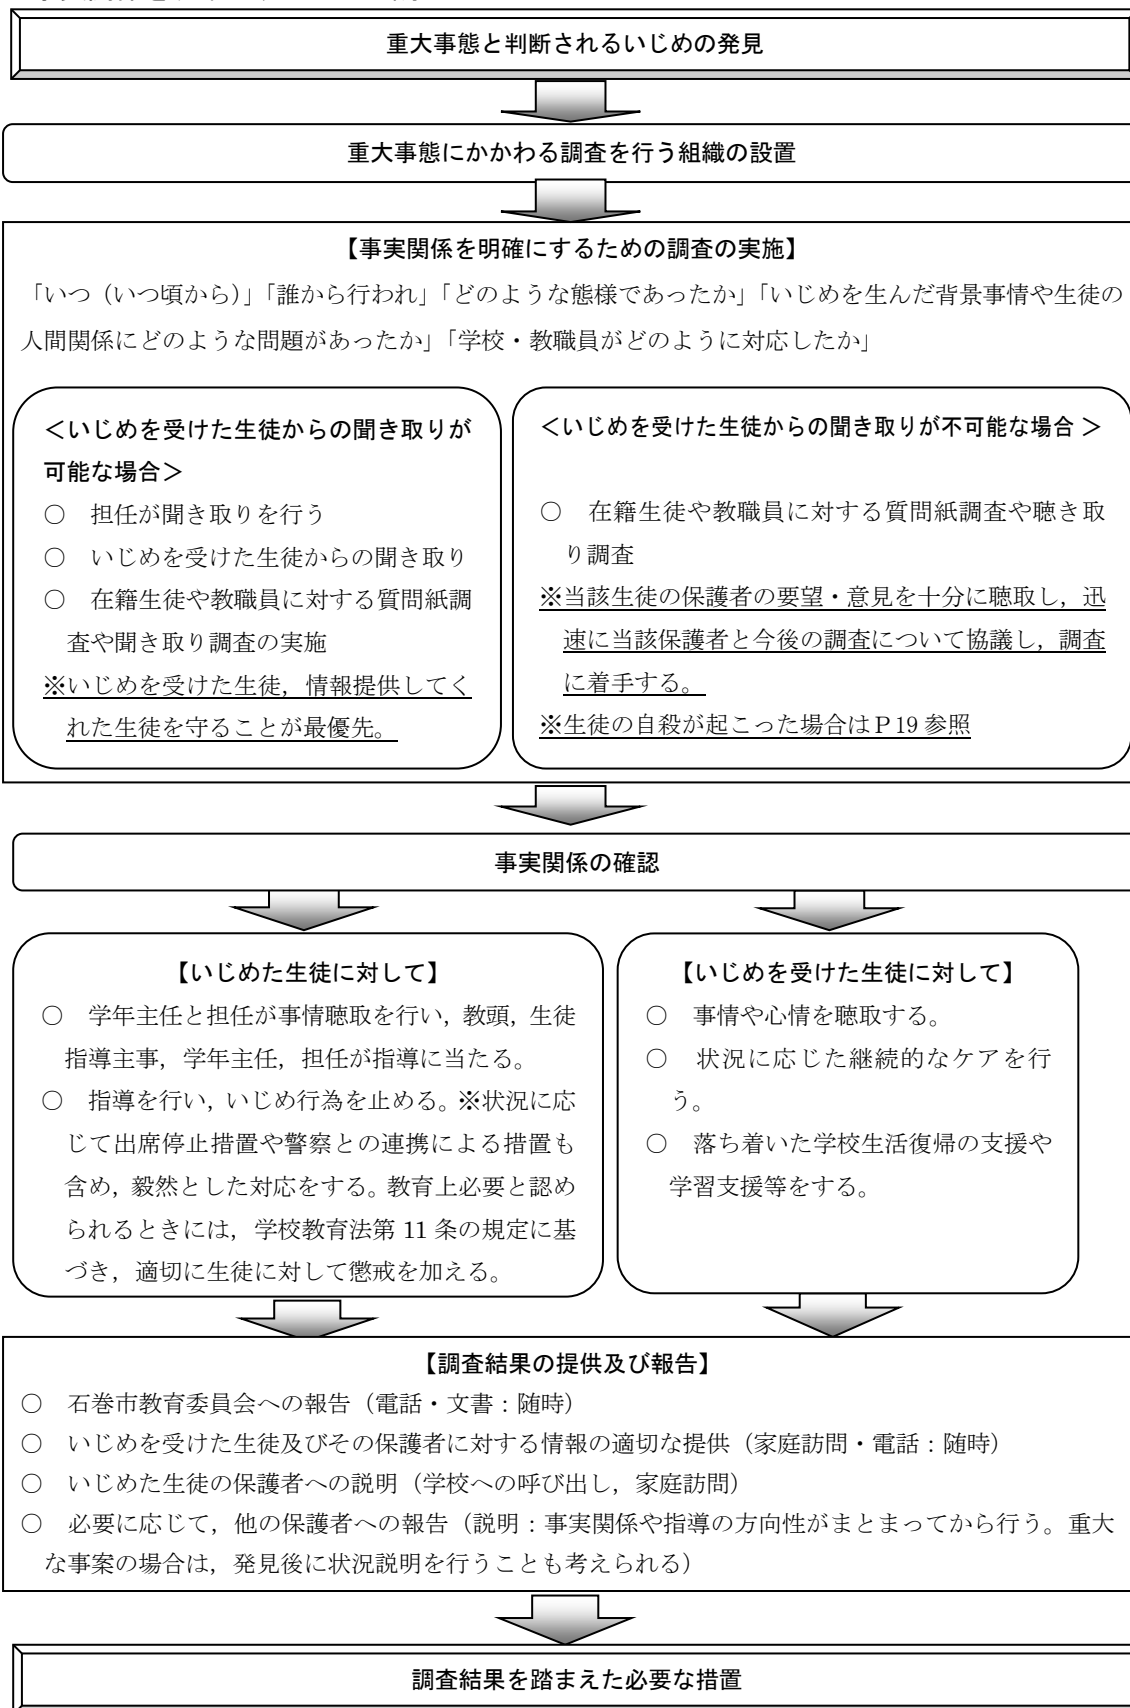 重大事態と判断されるいじめの発見
重大事態にかかわる調査を行う組織の設置
【事実関係を明確にするための調査の実施】
「いつ（いつ頃から）」「誰から行われ」「どのような態様であったか」「いじめを生んだ背景事情や生徒の
人間関係にどのような問題があったか」「学校・教職員がどのように対応したか」
＜いじめを受けた生徒からの聞き取りが
可能な場合＞
○　担任が聞き取りを行う
○　いじめを受けた生徒からの聞き取り
○　在籍生徒や教職員に対する質問紙調
査や聞き取り調査の実施
※いじめを受けた生徒，情報提供してく
れた生徒を守ることが最優先。
＜いじめを受けた生徒からの聞き取りが不可能な場合 ＞
○　在籍生徒や教職員に対する質問紙調査や聴き取
り調査
※当該生徒の保護者の要望・意見を十分に聴取し，迅
速に当該保護者と今後の調査について協議し，調査
に着手する。
※生徒の自殺が起こった場合はＰ19 参照
事実関係の確認
【いじめた生徒に対して】
○　学年主任と担任が事情聴取を行い，教頭，生徒
指導主事，学年主任，担任が指導に当たる。
○　指導を行い，いじめ行為を止める。※状況に応
じて出席停止措置や警察との連携による措置も
含め，毅然とした対応をする。教育上必要と認め
られるときには，学校教育法第 11 条の規定に基
づき，適切に生徒に対して懲戒を加える。
【いじめを受けた生徒に対して】
○　事情や心情を聴取する。
○　状況に応じた継続的なケアを行
う。
○　落ち着いた学校生活復帰の支援や
学習支援等をする。
【調査結果の提供及び報告】
○　石巻市教育委員会への報告（電話・文書：随時）
○　いじめを受けた生徒及びその保護者に対する情報の適切な提供（家庭訪問・電話：随時）
○　いじめた生徒の保護者への説明（学校への呼び出し，家庭訪問）
○　必要に応じて，他の保護者への報告（説明：事実関係や指導の方向性がまとまってから行う。重大
な事案の場合は，発見後に状況説明を行うことも考えられる）
調査結果を踏まえた必要な措置